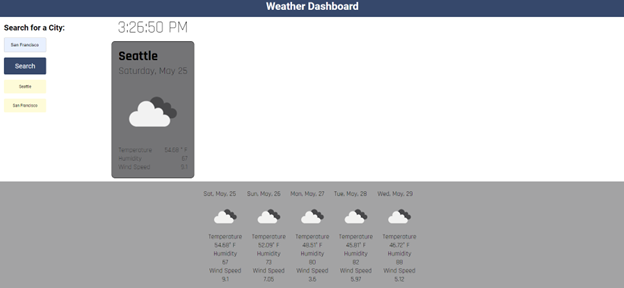 Weather Dashboard
Search for a City:
San Francisco
Search
Seattle
San Francisco
3:26:50 PM
Seattle
Saturday, May 25
Temperature 54.68° F
Humidity 67
Wind Speed 9.1
Sat, May, 25 Sun, May, 26 Mon, May, 27 Tue, May, 28 Wed, May, 29
Temperature Temperature Temperature Temperature Temperature
54.68° F 52.09° F 49.57° F 45.81° F 46.72° F
Humidity Humidity Humidity Humidity Humidity
67 73 80 82 88
Wind Speed Wind Speed Wind Speed Wind Speed Wind Speed
9.1 7.05 3.6 5.97 5.12